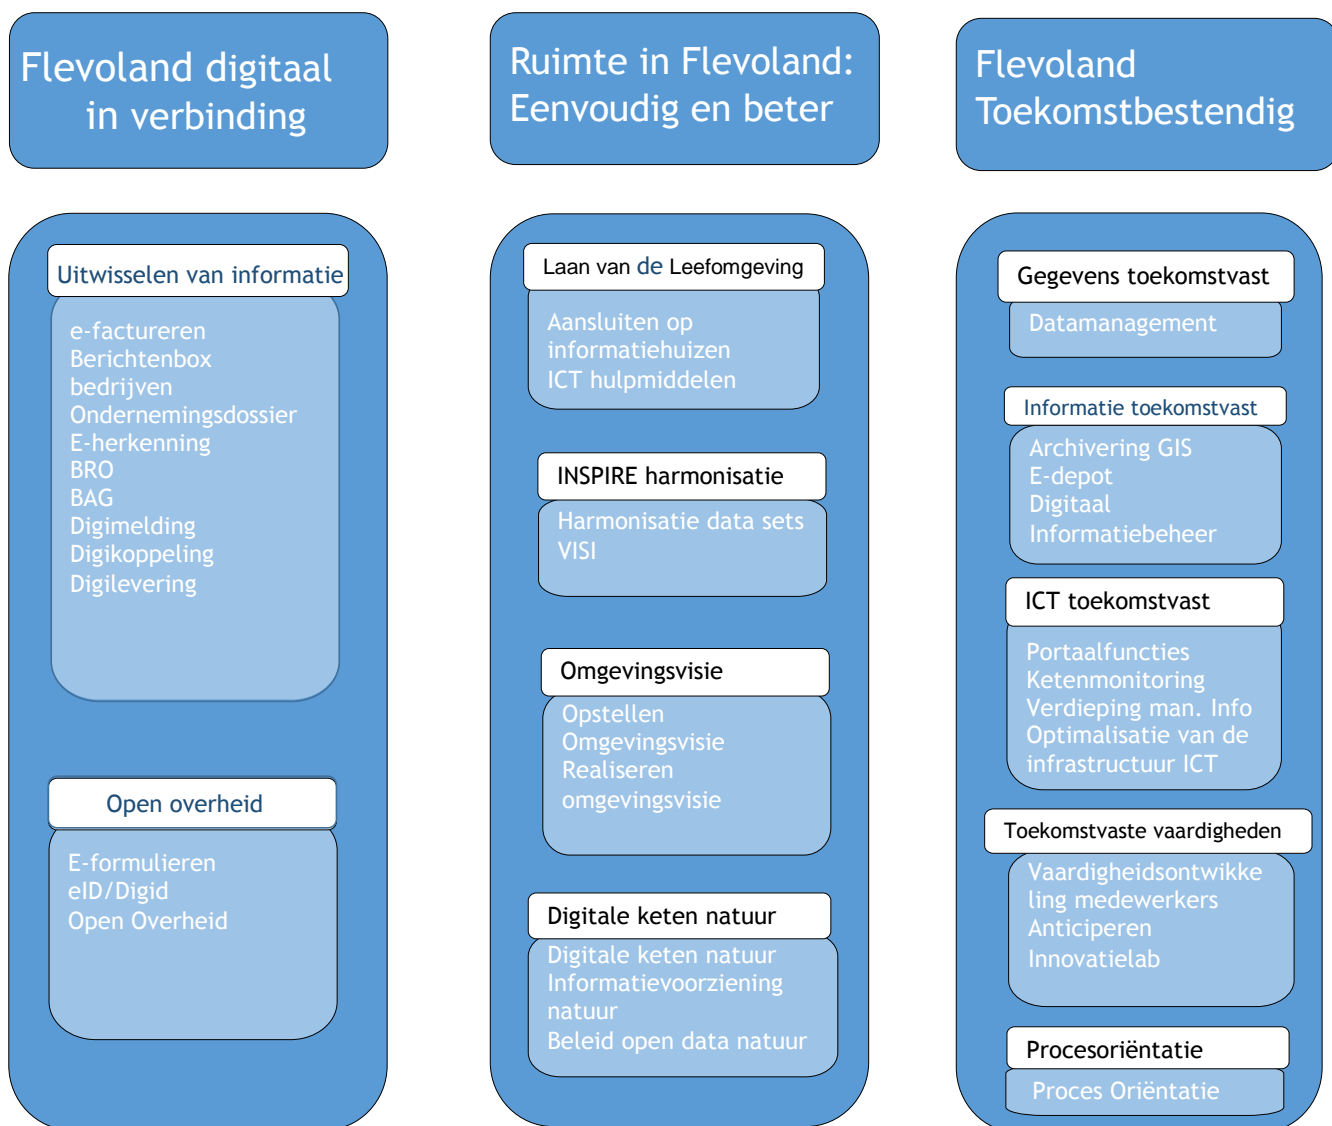 Flevoland digitaal
in verbinding
Uitwisselen van informatie
e-factureren
Berichtenbox
bedrijven
Ondernemingsdossier
E-herkenning
BRO
BAG
Digimelding
Digikoppeling
Digilevering
Open overheid
E-formulieren
eID/Digid
Open Overheid
Ruimte in Flevoland:
Eenvoudig en beter
Laan van de Leefomgeving
Aansluiten op
informatiehuizen
ICT hulpmiddelen
INSPIRE harmonisatie
Harmonisatie data sets
VISI
Omgevingsvisie
Opstellen
Omgevingsvisie
Realiseren
omgevingsvisie
Digitale keten natuur
Digitale keten natuur
Informatievoorziening
natuur
Beleid open data natuur
Flevoland
Toekomstbestendig
Gegevens toekomstvast
Datamanagement
Informatie toekomstvast
Archivering GIS
E-depot
Digitaal
Informatiebeheer
ICT toekomstvast
Portaalfuncties
Ketenmonitoring
Verdieping man. Info
Optimalisatie van de
infrastructuur ICT
Toekomstvaste vaardigheden
Vaardigheidsontwikke
ling medewerkers
Anticiperen
Innovatielab
Procesoriëntatie
Proces Oriëntatie